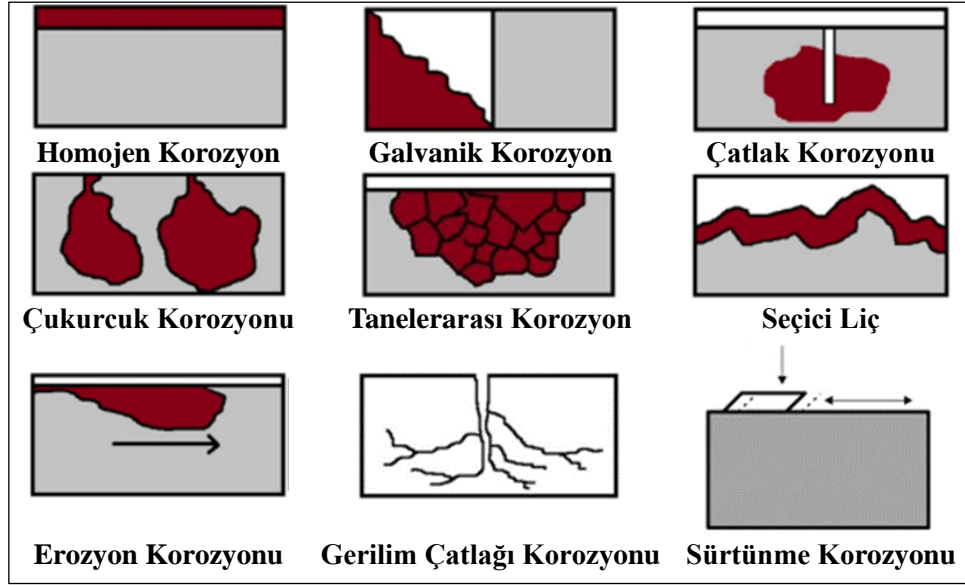 Homojen Korozyon
Galvanik Korozyon
Çatlak Korozyonu
Çukurcuk Korozyonu
Tanelerarası Korozyon
Seçici Liç
Erozyon Korozyonu
Gerilim Çatlağı Korozyonu
Sürtünme Korozyonu